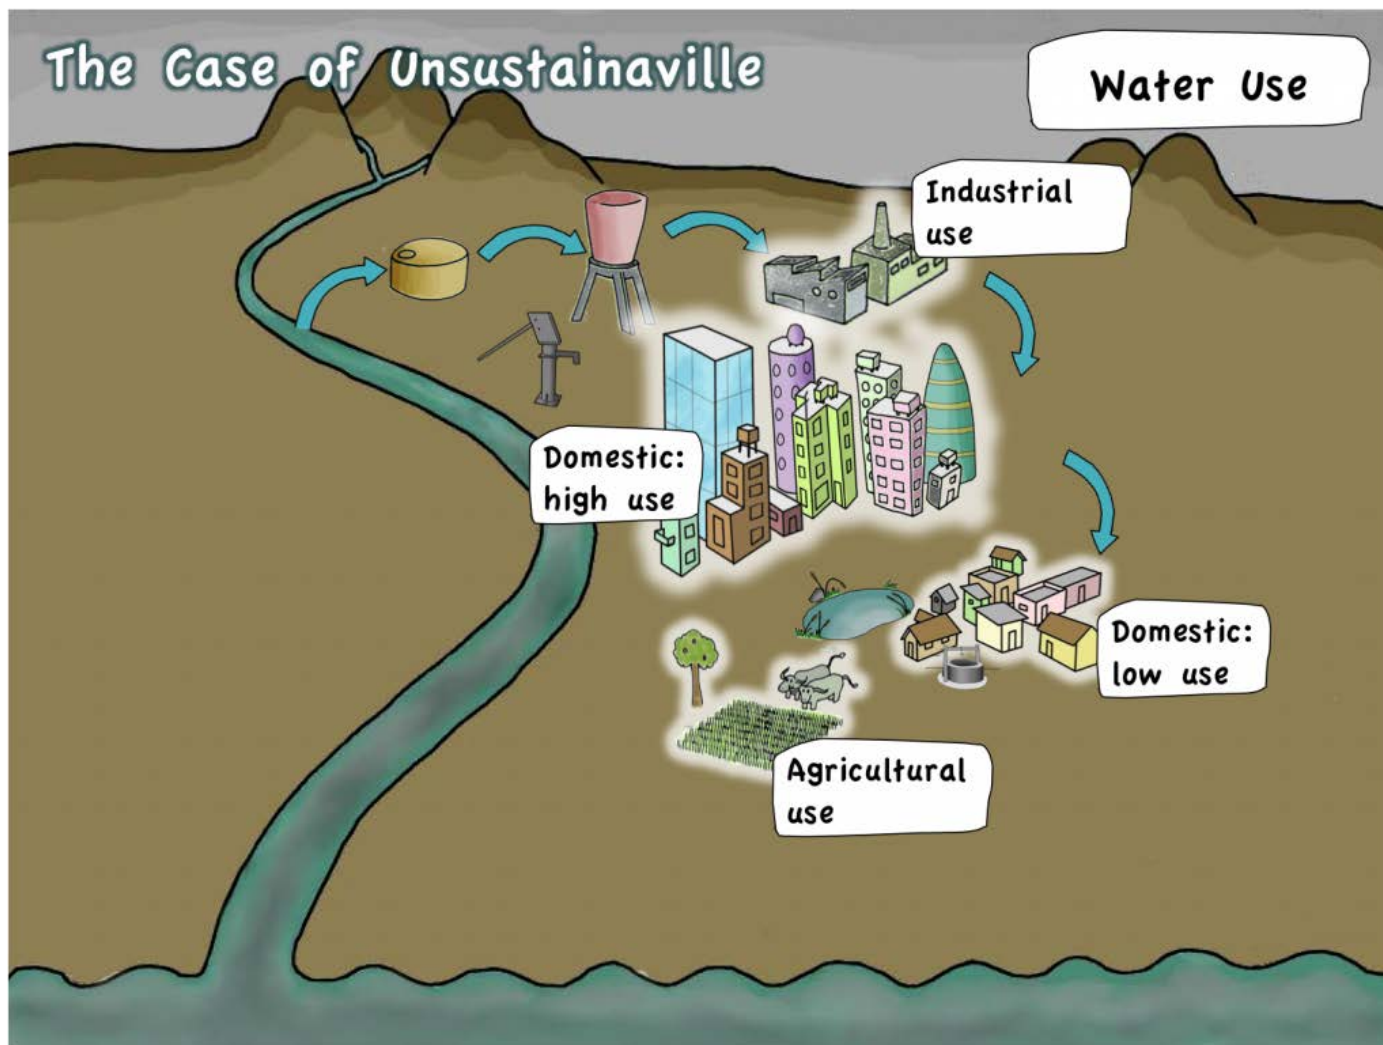 The Case of Unsustainaville
Water Use
Industrial
use
Domestic:
high use
Domestic:
low use
Agricultural
use